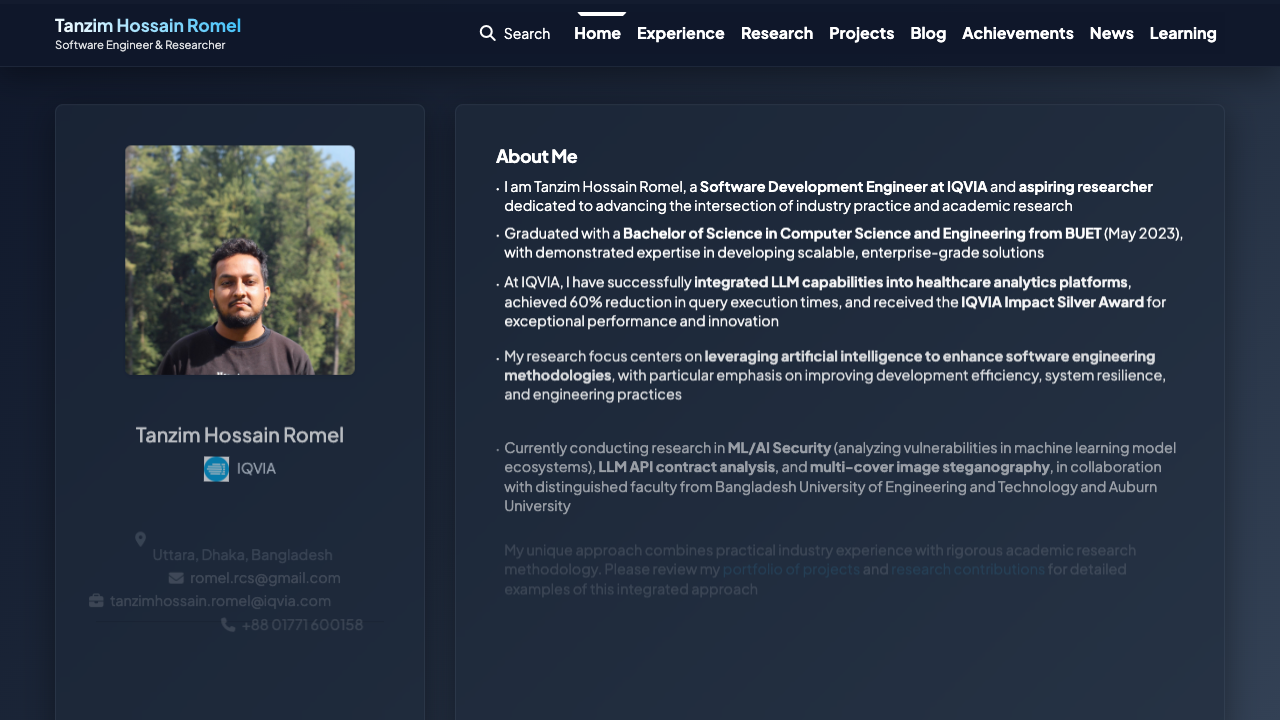 Tanzim Hossain Romel
Software Engineer & Researcher
Search
Home
Experience
Research
Projects
Blog
Achievements
News
Learning
Tanzim Hossain Romel
IQVIA
Uttara, Dhaka, Bangladesh
romel.rcs@gmail.com
tanzimhossain.romel@iqvia.com
+88 01771 600158
About Me
• I am Tanzim Hossain Romel, a Software Development Engineer at IQVIA and aspiring researcher
dedicated to advancing the intersection of industry practice and academic research
• Graduated with a Bachelor of Science in Computer Science and Engineering from BUET (May 2023),
with demonstrated expertise in developing scalable, enterprise-grade solutions
• At IQVIA, I have successfully integrated LLM capabilities into healthcare analytics platforms,
achieved 60% reduction in query execution times, and received the IQVIA Impact Silver Award for
exceptional performance and innovation
• My research focus centers on leveraging artificial intelligence to enhance software engineering
methodologies, with particular emphasis on improving development efficiency, system resilience,
and engineering practices
• Currently conducting research in ML/AI Security (analyzing vulnerabilities in machine learning model
ecosystems), LLM API contract analysis, and multi-cover image steganography, in collaboration
with distinguished faculty from Bangladesh University of Engineering and Technology and Auburn
University
My unique approach combines practical industry experience with rigorous academic research
methodology. Please review my portfolio of projects and research contributions for detailed
examples of this integrated approach